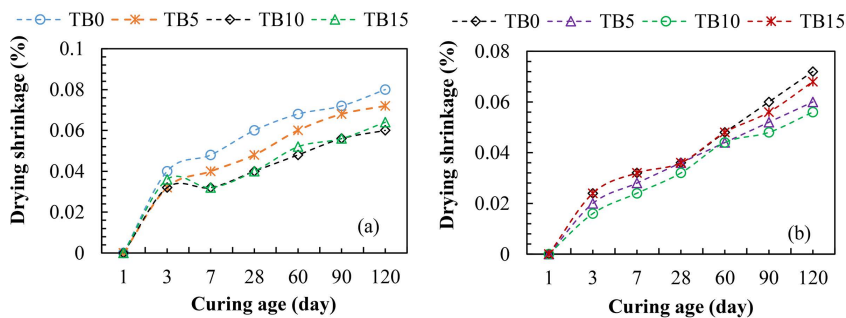 TB0 TB5 TB10 TB15
0.1
0.08
0.06
0.04
0.02
0
Drying shrinkage (%)
(a)
1 3 7 28 60 90 120
Curing age (day)
TB0 TB5 TB10 TB15
0.08
0.06
0.04
0.02
0
Drying shrinkage (%)
(b)
1 3 7 28 60 90 120
Curing age (day)